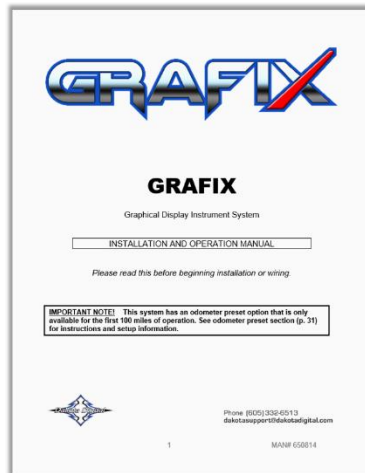 GRAFIX
GRAFIX
Graphical Display Instrument System
INSTALLATION AND OPERATION MANUAL
Please read this before beginning installation or wiring.
IMPORTANT NOTE! This system has an odometer preset option that is only
available for the first 100 miles of operation. See odometer preset section (p. 31)
for instructions and setup information.
Dakota Digital
Phone (605) 332-6513
dakotasupport@dakotadigital.com
1
MAN# 650814